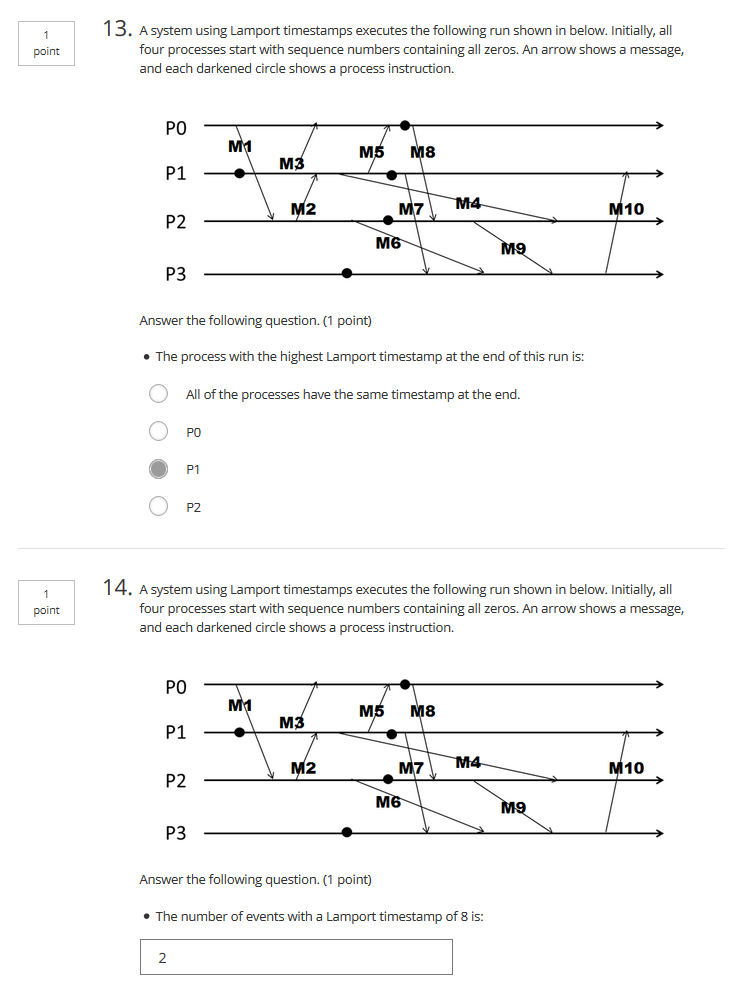 1
point
13. A system using Lamport timestamps executes the following run shown in below. Initially, all
four processes start with sequence numbers containing all zeros. An arrow shows a message,
and each darkened circle shows a process instruction.
P0
M1
M3
M5
M8
P1
M2
M7
M4
M10
P2
M6
M9
P3
Answer the following question. (1 point)
• The process with the highest Lamport timestamp at the end of this run is:
All of the processes have the same timestamp at the end.
P0
P1
P2
1
point
14. A system using Lamport timestamps executes the following run shown in below. Initially, all
four processes start with sequence numbers containing all zeros. An arrow shows a message,
and each darkened circle shows a process instruction.
P0
M1
M3
M5
M8
P1
M2
M7
M4
M10
P2
M6
M9
P3
Answer the following question. (1 point)
• The number of events with a Lamport timestamp of 8 is:
2